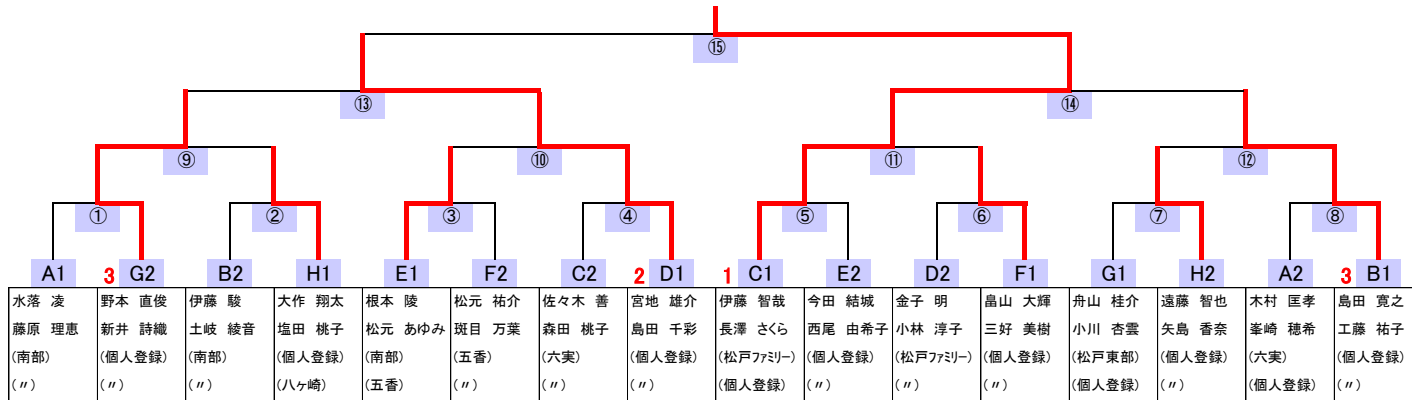 ⑮
⑬ ⑭
⑨ ⑩ ⑪ ⑫
① ② ③ ④ ⑤ ⑥ ⑦ ⑧
A1 3 G2 B2 H1 E1 F2 C2 2 D1 1 C1 E2 D2 F1 G1 H2 A2 3 B1
水落 凌 野本 直俊 伊藤 駿 大作 翔太 根本 陵 松元 祐介 佐々木 善 宮地 雄介 伊藤 智哉 今田 結城 金子 明 畠山 大輝 舟山 桂介 遠藤 智也 木村 匡孝 島田 寛之
藤原 理恵 新井 詩織 土岐 綾音 塩田 桃子 松元 あゆみ 斑目 万葉 森田 桃子 島田 千彩 長澤 さくら 西尾 由希子 小林 淳子 三好 美樹 小川 杏雲 矢島 香奈 峯崎 穂希 工藤 祐子
(南部) (個人登録) (南部) (個人登録) (南部) (五香) (六実) (個人登録) (松戸ファミリー) (個人登録) (松戸ファミリー) (個人登録) (松戸東部) (個人登録) (六実) (個人登録)
(〃) (〃) (〃) (八ヶ崎) (五香) (〃) (〃) (〃) (個人登録) (〃) (〃) (〃) (個人登録) (〃) (個人登録) (〃)